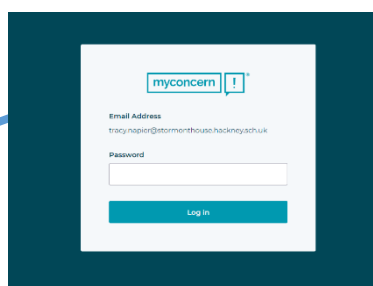 myconcern !
Email Address
tracy.napier@stormonthouse.hackney.sch.uk
Password
Log in